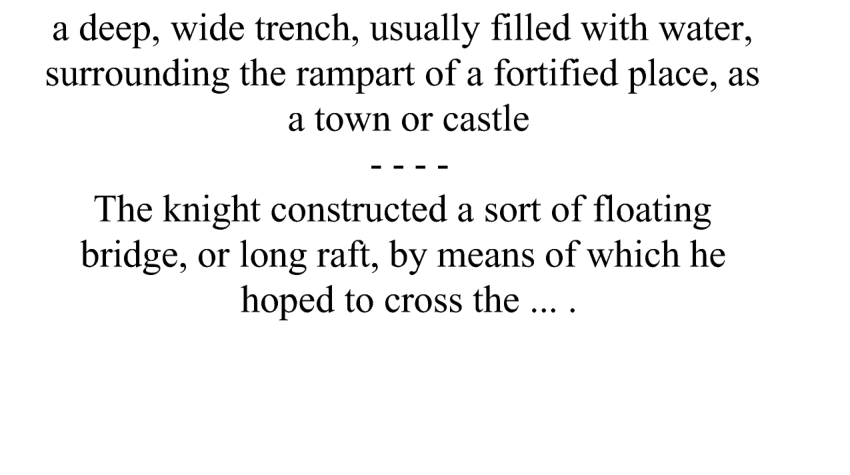 a deep, wide trench, usually filled with water,
surrounding the rampart of a fortified place, as
a town or castle
- - - -
The knight constructed a sort of floating
bridge, or long raft, by means of which he
hoped to cross the ... .